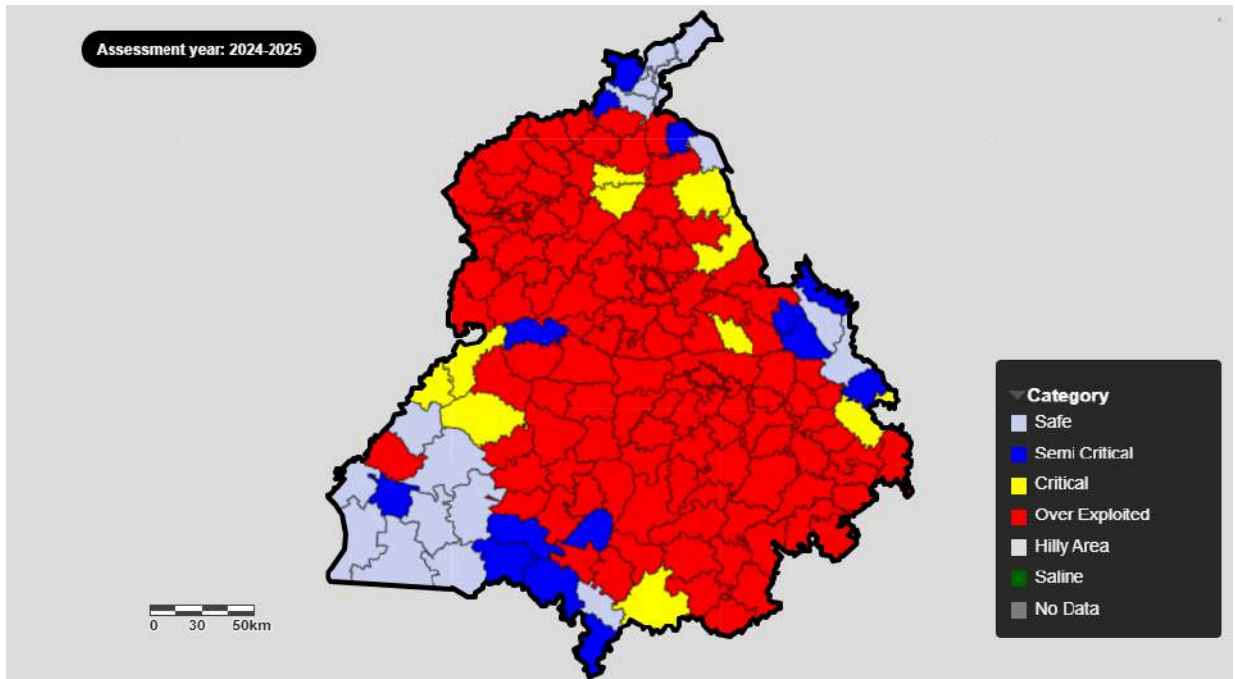 Assessment year: 2024-2025
Category
Safe
Semi Critical
Critical
Over Exploited
Hilly Area
Saline
No Data
0 30 50km